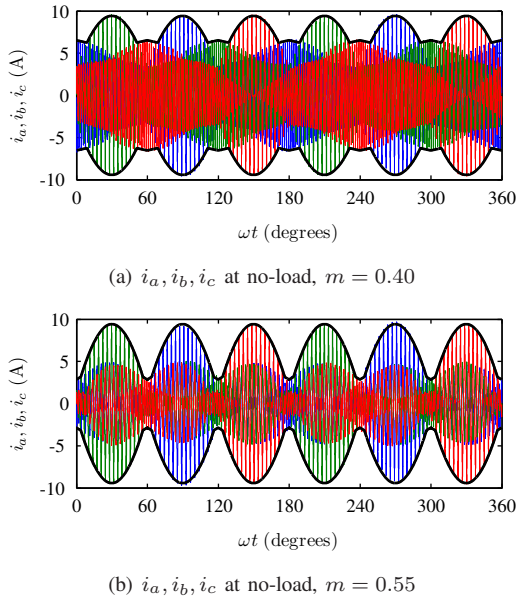 10
5
0
-5
-10
i_a, i_b, i_c (A)
0 60 120 180 240 300 360
ωt (degrees)
(a) i_a, i_b, i_c at no-load, m = 0.40
10
5
0
-5
-10
i_a, i_b, i_c (A)
0 60 120 180 240 300 360
ωt (degrees)
(b) i_a, i_b, i_c at no-load, m = 0.55